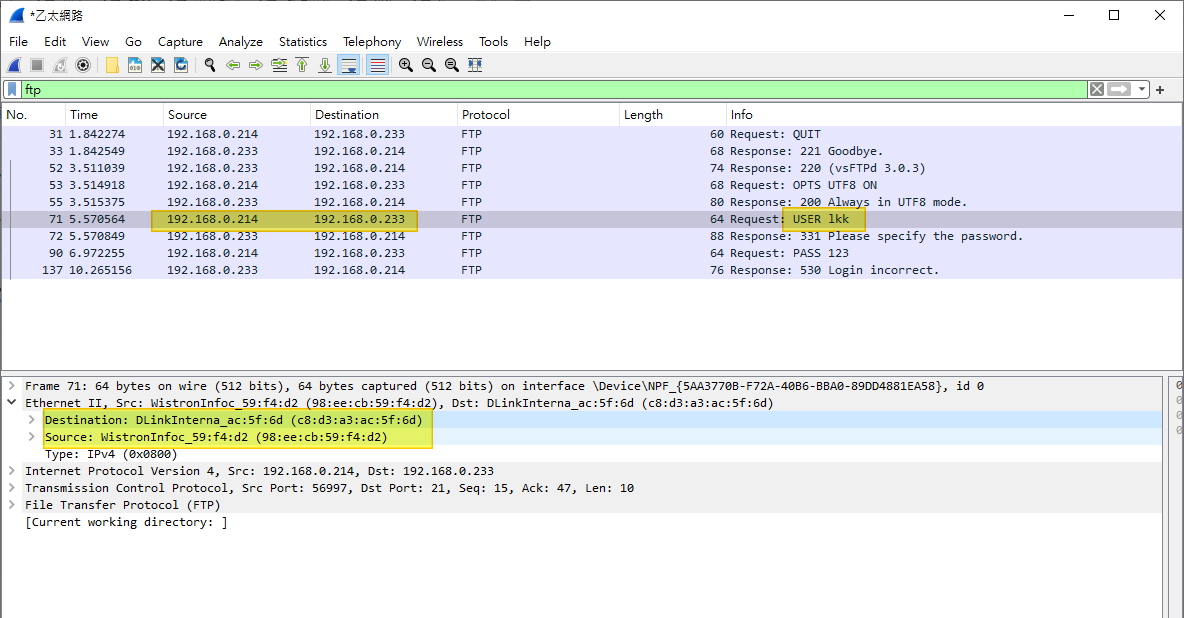 *乙太網路
File Edit View Go Capture Analyze Statistics Telephony Wireless Tools Help
ftp
No. Time Source Destination Protocol Length Info
31 1.842274 192.168.0.214 192.168.0.233 FTP 60 Request: QUIT
33 1.842549 192.168.0.233 192.168.0.214 FTP 68 Response: 221 Goodbye.
52 3.511039 192.168.0.233 192.168.0.214 FTP 74 Response: 220 (vsFTPd 3.0.3)
53 3.514918 192.168.0.214 192.168.0.233 FTP 68 Request: OPTS UTF8 ON
55 3.515375 192.168.0.233 192.168.0.214 FTP 80 Response: 200 Always in UTF8 mode.
71 5.570564 192.168.0.214 192.168.0.233 FTP 64 Request: USER lkk
72 5.570849 192.168.0.233 192.168.0.214 FTP 88 Response: 331 Please specify the password.
90 6.972255 192.168.0.214 192.168.0.233 FTP 64 Request: PASS 123
137 10.265156 192.168.0.233 192.168.0.214 FTP 76 Response: 530 Login incorrect.
Frame 71: 64 bytes on wire (512 bits), 64 bytes captured (512 bits) on interface \Device\NPF_{5AA3770B-F72A-40B6-BBA0-89DD4881EA58}, id 0
Ethernet II, Src: WistronInfoc_59:f4:d2 (98:ee:cb:59:f4:d2), Dst: DLinkInterna_ac:5f:6d (c8:d3:a3:ac:5f:6d)
Destination: DLinkInterna_ac:5f:6d (c8:d3:a3:ac:5f:6d)
Source: WistronInfoc_59:f4:d2 (98:ee:cb:59:f4:d2)
Type: IPv4 (0x0800)
Internet Protocol Version 4, Src: 192.168.0.214, Dst: 192.168.0.233
Transmission Control Protocol, Src Port: 56997, Dst Port: 21, Seq: 15, Ack: 47, Len: 10
File Transfer Protocol (FTP)
[Current working directory: ]